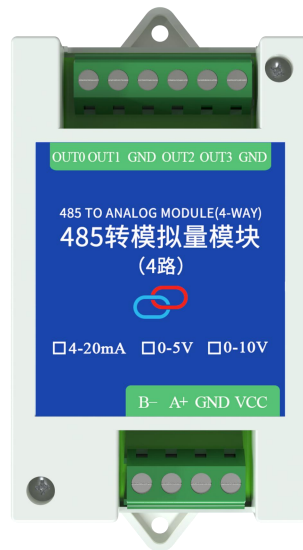 OUT0 OUT1 GND OUT2 OUT3 GND
485 TO ANALOG MODULE(4-WAY)
485转模拟量模块
(4路)
☐4-20mA ☐0-5V ☐0-10V
B- A+ GND VCC